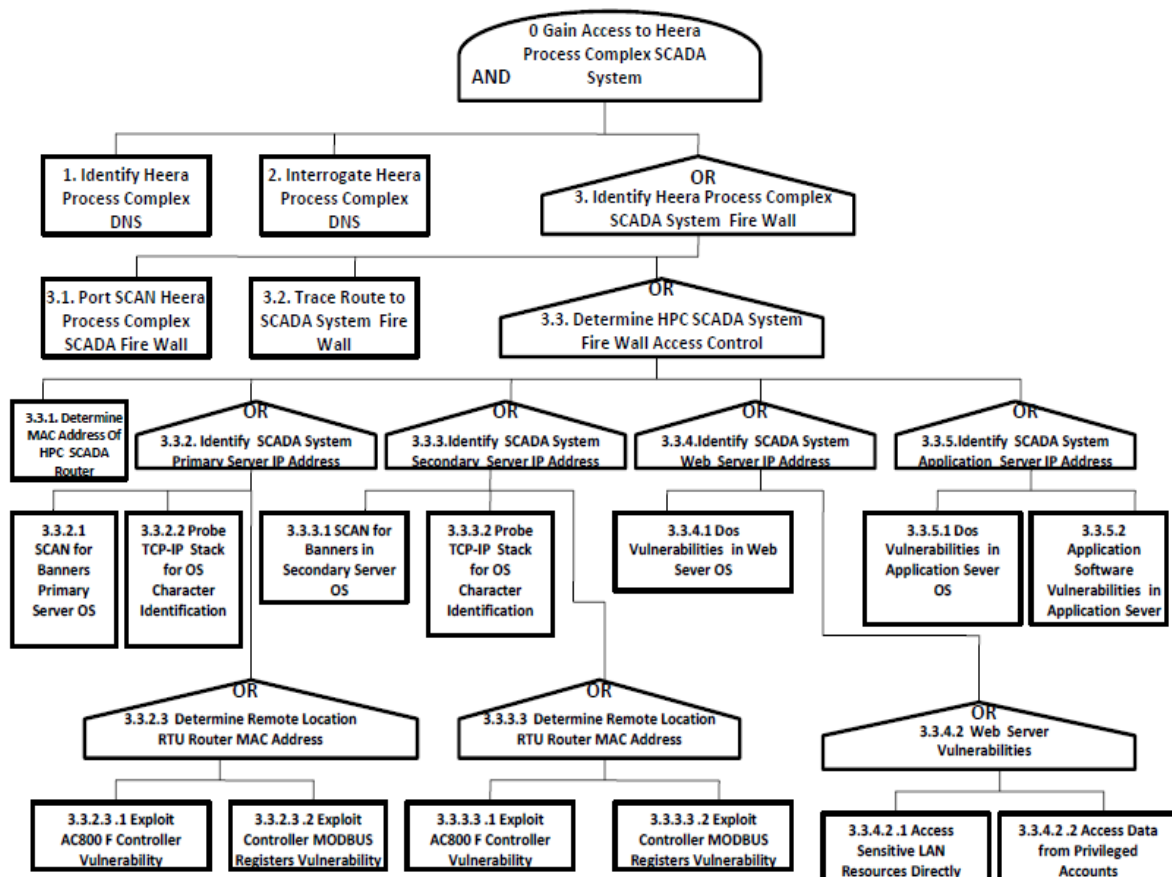 0 Gain Access to Heera
Process Complex SCADA
AND
System
1. Identify Heera
Process Complex
DNS
2. Interrogate Heera
Process Complex
DNS
OR
3. Identify Heera Process Complex
SCADA System Fire Wall
3.1. Port SCAN Heera
Process Complex
SCADA Fire Wall
3.2. Trace Route to
SCADA System Fire
Wall
OR
3.3. Determine HPC SCADA System
Fire Wall Access Control
3.3.1. Determine
MAC Address Of
HPC SCADA
Router
OR
3.3.2. Identify SCADA System
Primary Server IP Address
OR
3.3.3.Identify SCADA System
Secondary Server IP Address
OR
3.3.4.Identify SCADA System
Web Server IP Address
OR
3.3.5.Identify SCADA System
Application Server IP Address
3.3.2.1
SCAN for
Banners
Primary
Server OS
3.3.2.2 Probe
TCP-IP Stack
for OS
Character
Identification
3.3.3.1 SCAN for
Banners in
Secondary Server
OS
3.3.3.2 Probe
TCP-IP Stack
for OS
Character
Identification
3.3.4.1 Dos
Vulnerabilities in Web
Sever OS
3.3.5.1 Dos
Vulnerabilities in
Application Sever
OS
3.3.5.2
Application
Software
Vulnerabilities in
Application Sever
OR
3.3.2.3 Determine Remote Location
RTU Router MAC Address
OR
3.3.3.3 Determine Remote Location
RTU Router MAC Address
OR
3.3.4.2 Web Server
Vulnerabilities
3.3.2.3 .1 Exploit
AC800 F Controller
Vulnerability
3.3.2.3 .2 Exploit
Controller MODBUS
Registers Vulnerability
3.3.3.3 .1 Exploit
AC800 F Controller
Vulnerability
3.3.3.3 .2 Exploit
Controller MODBUS
Registers Vulnerability
3.3.4.2 .1 Access
Sensitive LAN
Resources Directly
3.3.4.2 .2 Access Data
from Privileged
Accounts